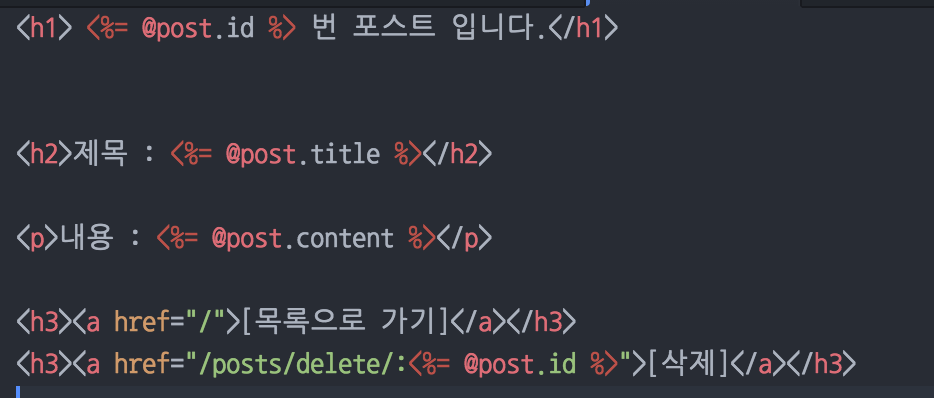 <h1> <%= @post.id %> 번 포스트 입니다.</h1>
<h2>제목 : <%= @post.title %></h2>
<p>내용 : <%= @post.content %></p>
<h3><a href="/">[목록으로 가기]</a></h3>
<h3><a href="/posts/delete/:<%= @post.id %>">[삭제]</a></h3>